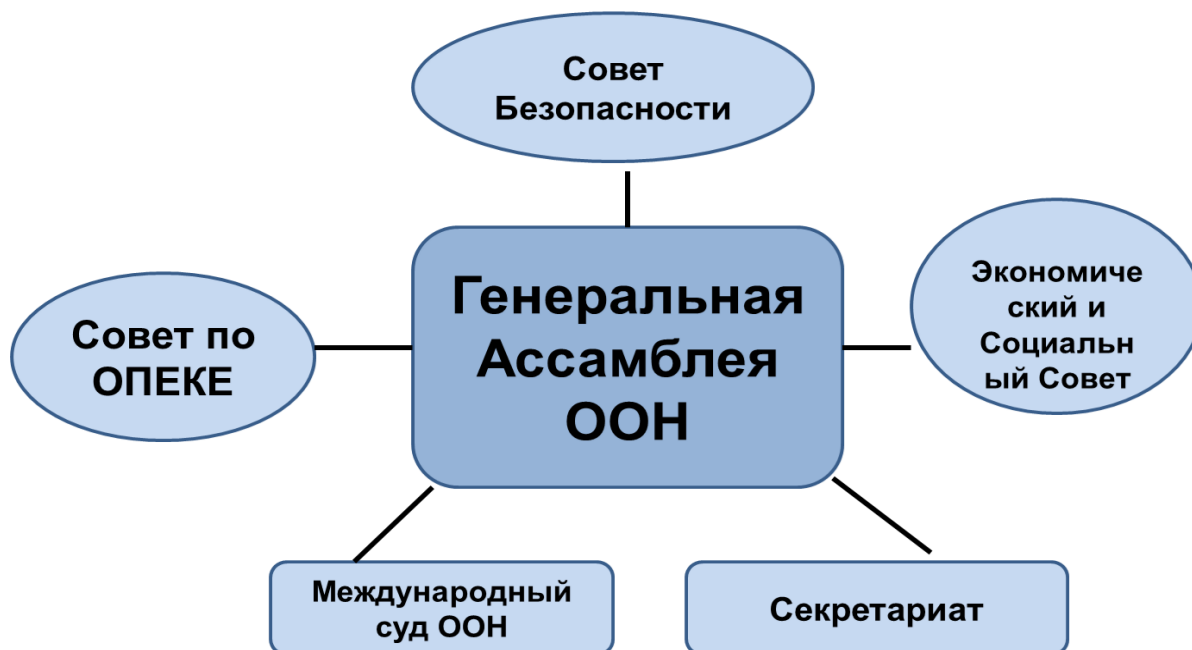 Совет
Безопасности
Генеральная
Ассамблея
ООН
Экономиче
ский и
Социальн
ый Совет
Совет по
ОПЕКЕ
Международный
суд ООН
Секретариат